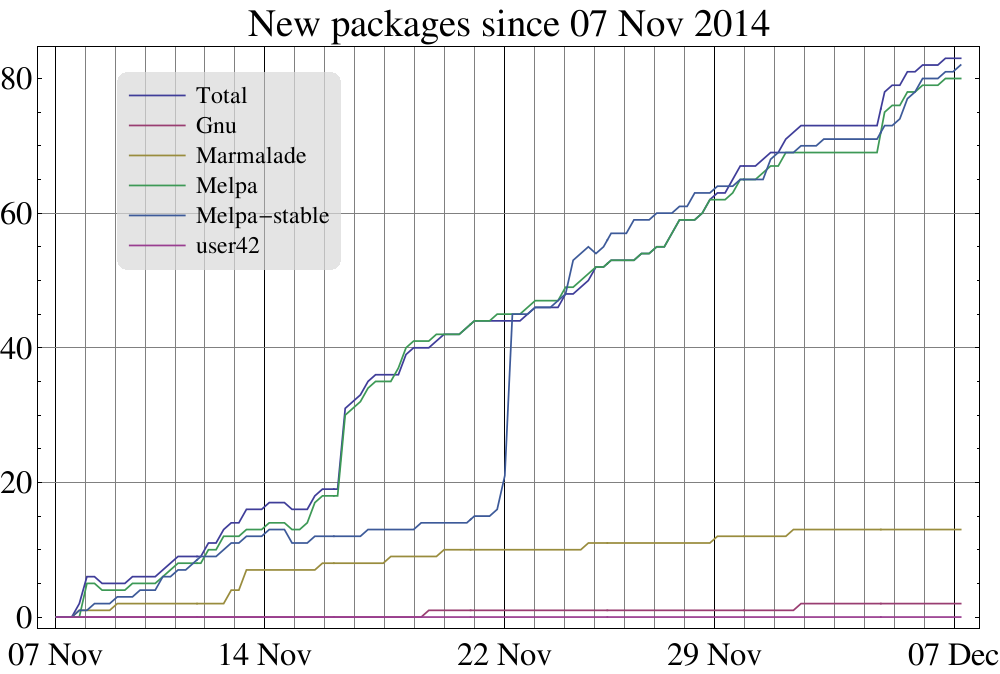 New packages since 07 Nov 2014
80
60
40
20
0
Total
Gnu
Marmalade
Melpa
Melpa−stable
user42
07 Nov 14 Nov 22 Nov 29 Nov 07 Dec